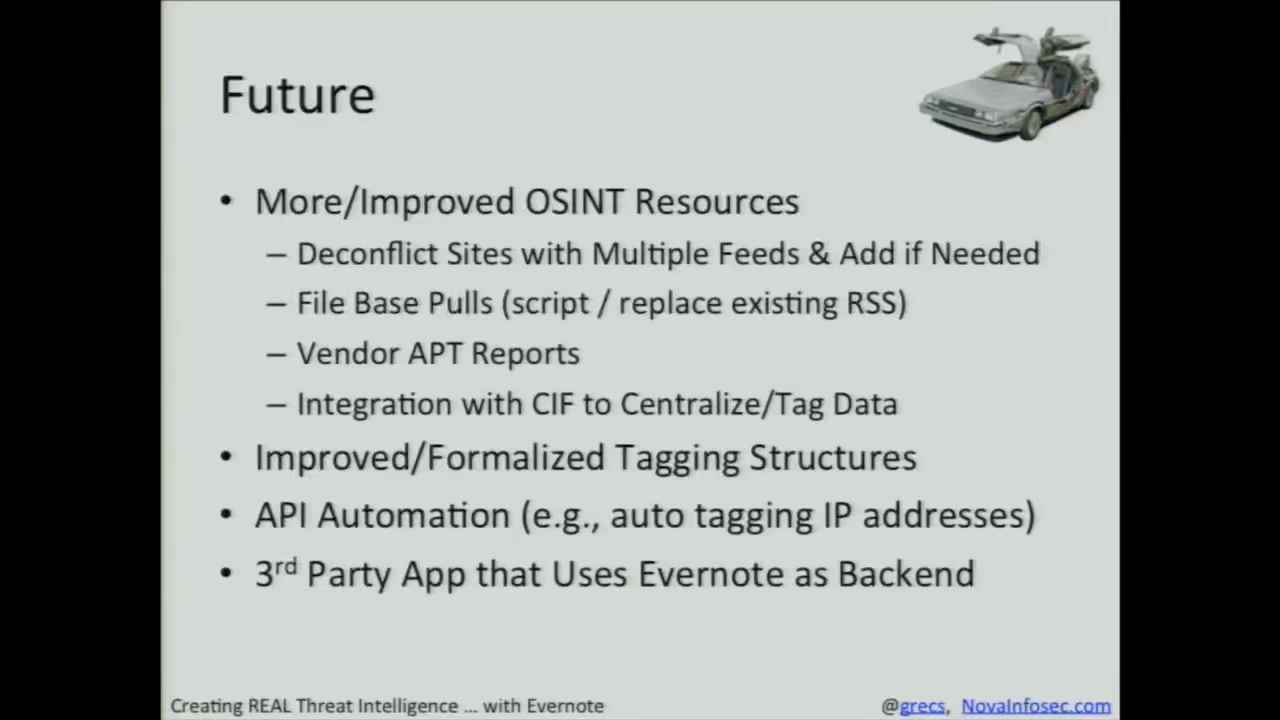 Future
• More/Improved OSINT Resources
– Deconflict Sites with Multiple Feeds & Add if Needed
– File Base Pulls (script / replace existing RSS)
– Vendor APT Reports
– Integration with CIF to Centralize/Tag Data
• Improved/Formalized Tagging Structures
• API Automation (e.g., auto tagging IP addresses)
• 3rd Party App that Uses Evernote as Backend
Creating REAL Threat Intelligence ... with Evernote
@grecs, NovaInfosec.com